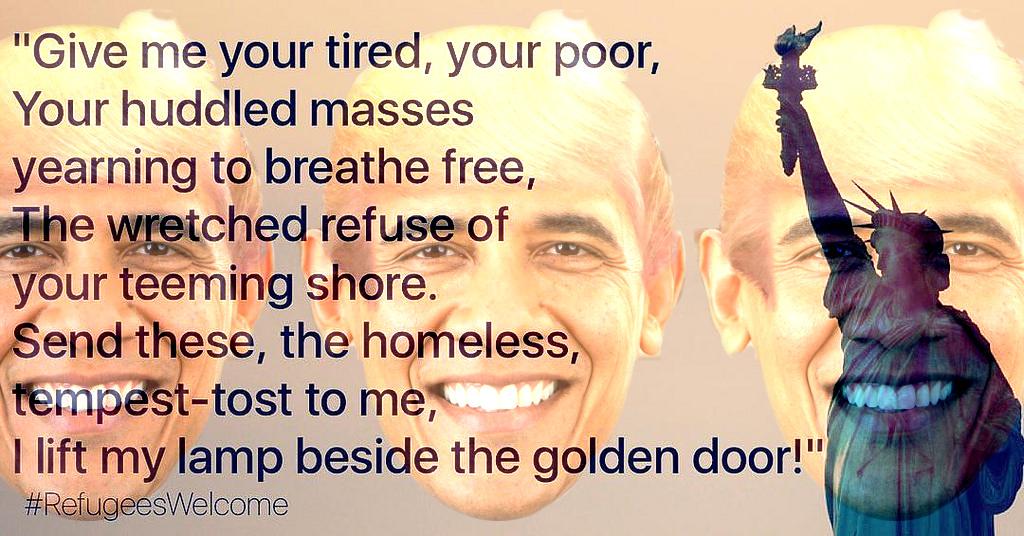 "Give me your tired, your poor,
Your huddled masses
yearning to breathe free,
The wretched refuse of
your teeming shore.
Send these, the homeless,
tempest-tost to me,
I lift my lamp beside the golden door!"
#RefugeesWelcome